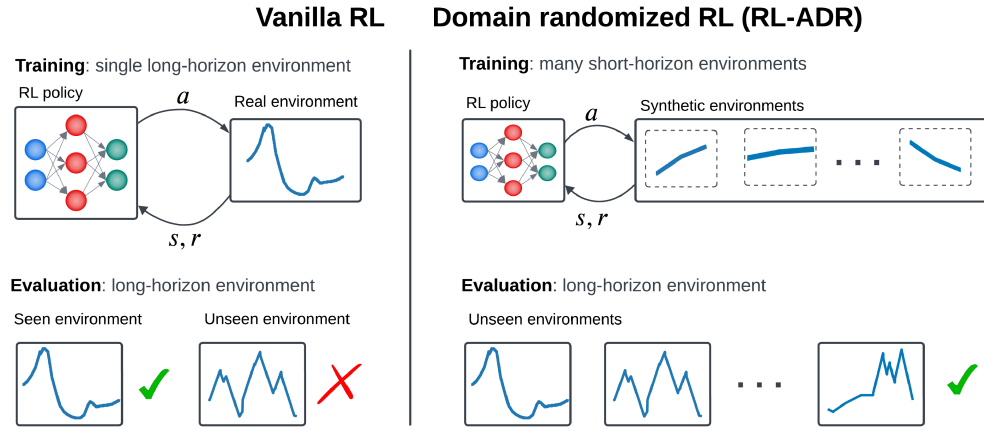 Vanilla RL
Training: single long-horizon environment
RL policy
a
Real environment
s, r
Evaluation: long-horizon environment
Seen environment
Unseen environment
Domain randomized RL (RL-ADR)
Training: many short-horizon environments
RL policy
a
Synthetic environments
s, r
Evaluation: long-horizon environment
Unseen environments